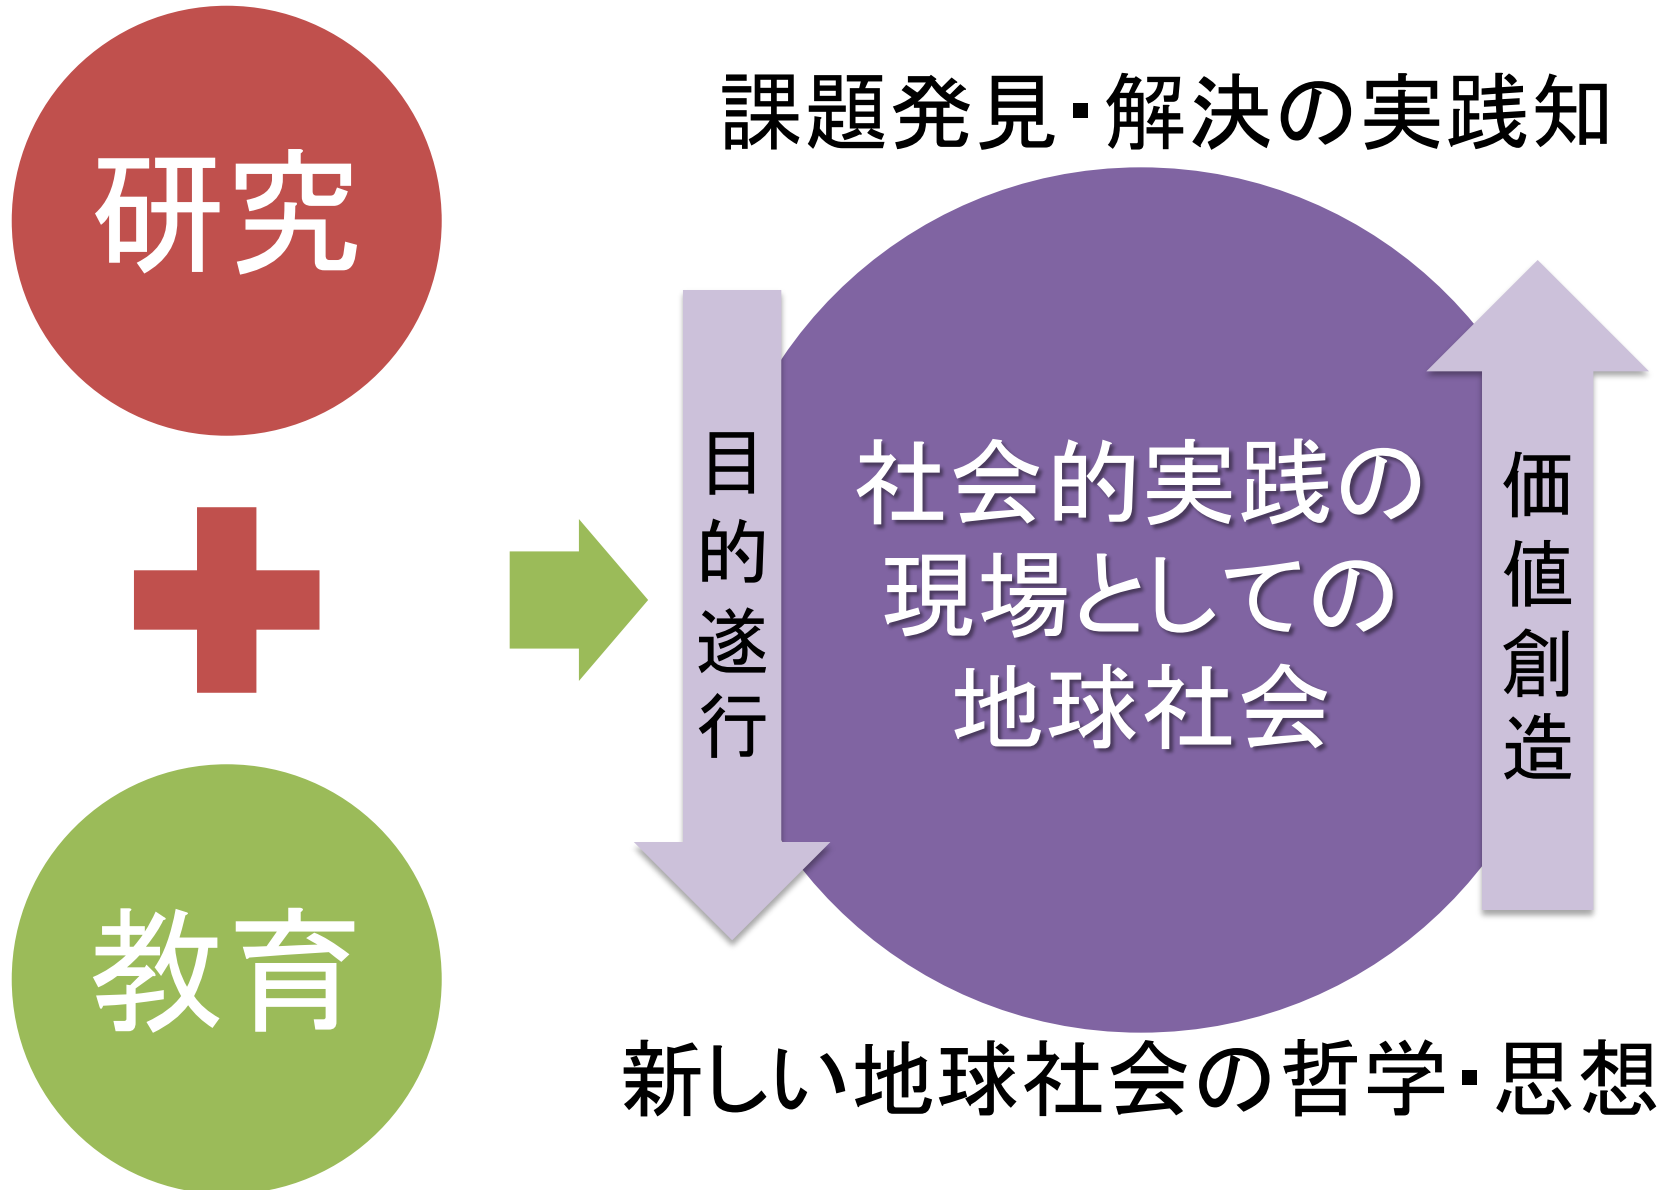 研究
教育
課題発見・解決の実践知
目的遂行
社会的実践の
現場としての
地球社会
価値創造
新しい地球社会の哲学・思想